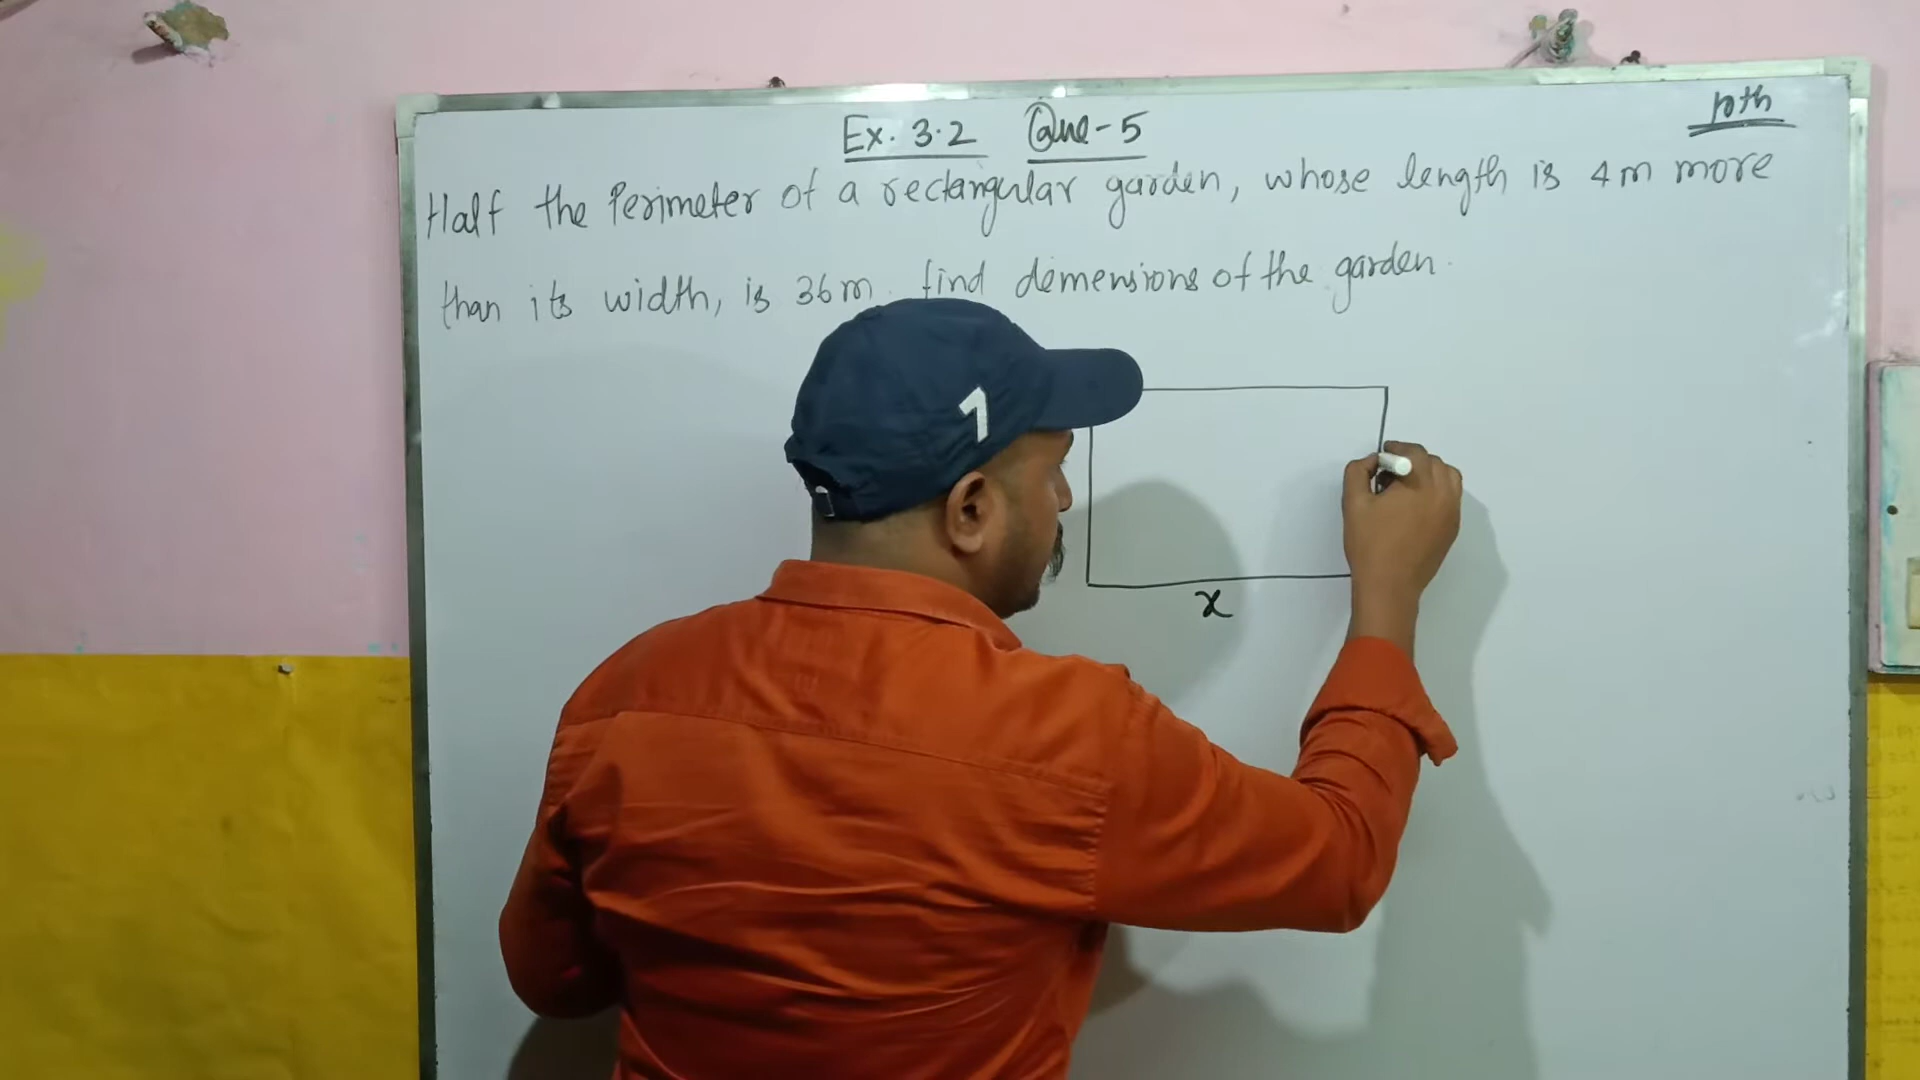 10th
Ex. 3.2 Que-5
Half the Perimeter of a rectangular garden, whose length is 4m more
than its width, is 36m. find demensions of the garden.
7
x